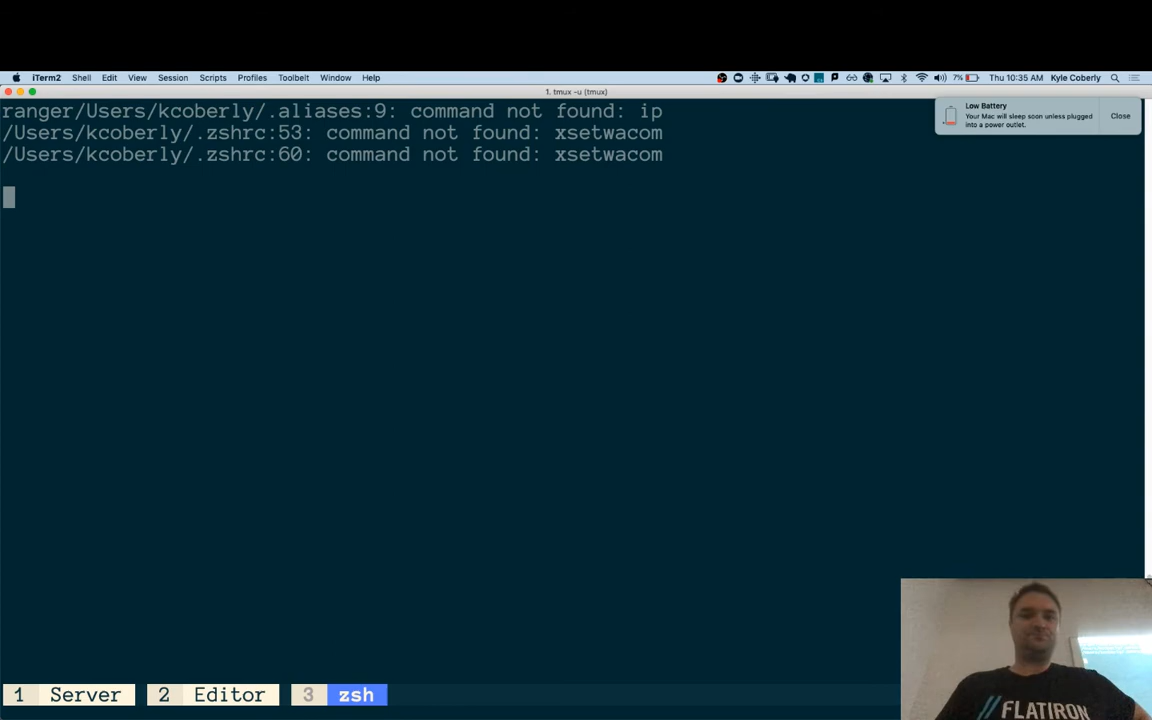 iTerm2 Shell Edit View Session Scripts Profiles Toolbelt Window Help 7% Thu 10:35 AM Kyle Coberly
1. tmux -u (tmux)
ranger/Users/kcoberly/.aliases:9: command not found: ip
/Users/kcoberly/.zshrc:53: command not found: xsetwacom
/Users/kcoberly/.zshrc:60: command not found: xsetwacom
Low Battery
Your Mac will sleep soon unless plugged
into a power outlet.
Close
// FLATIRON
1 Server 2 Editor 3 zsh